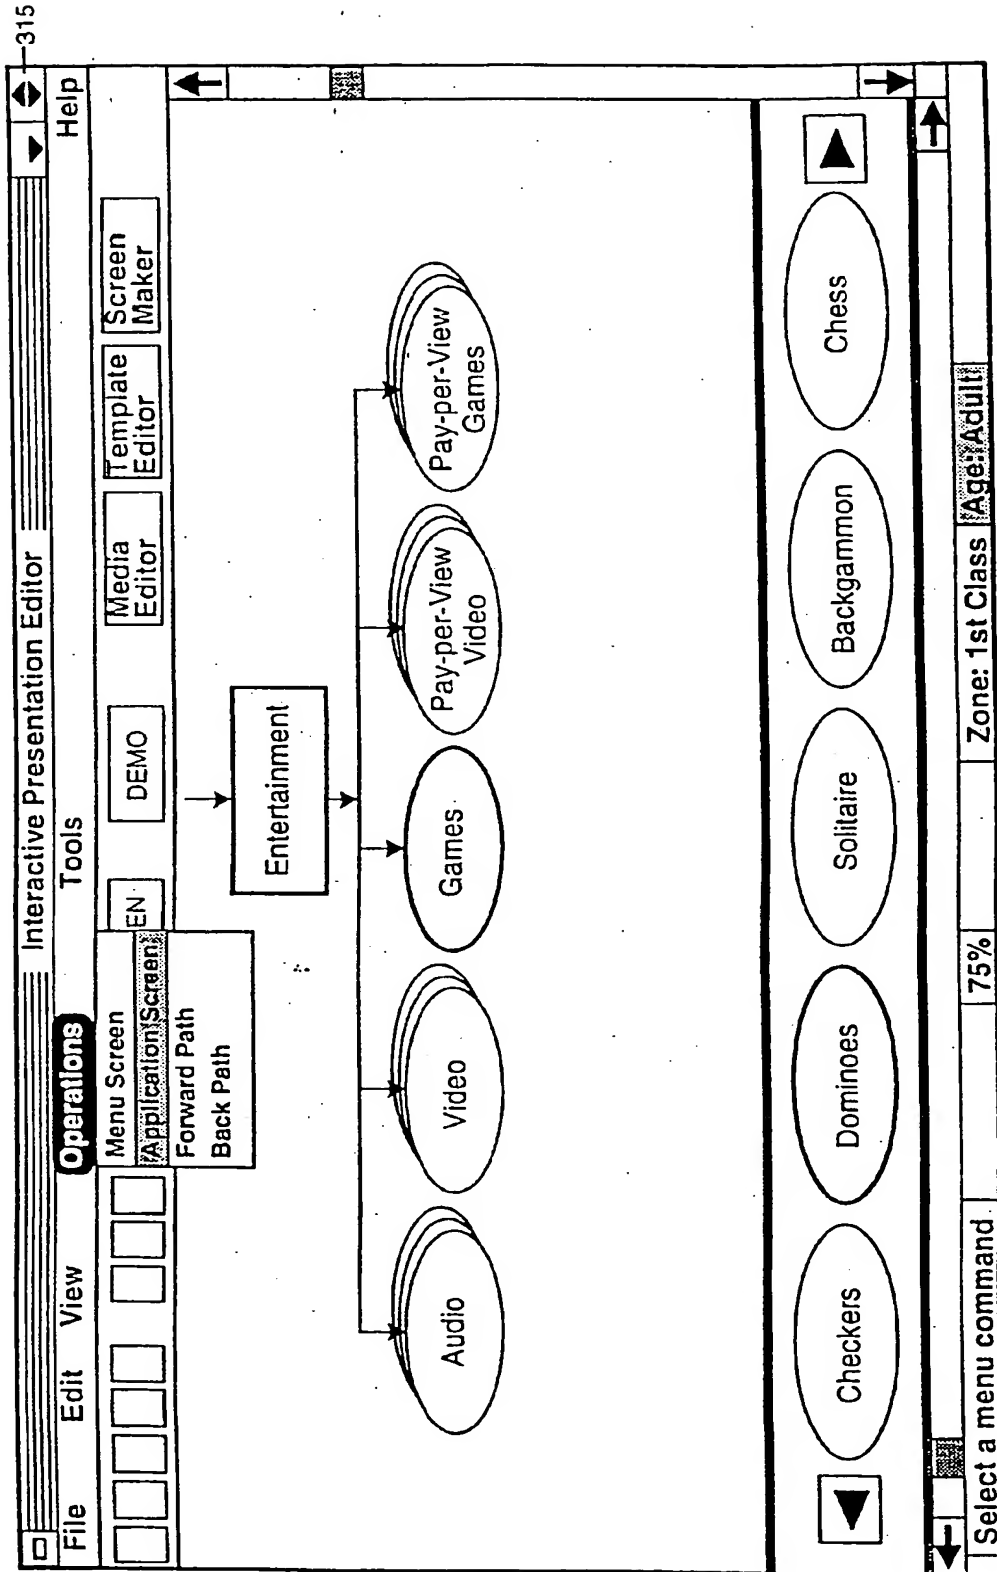 315
Interactive Presentation Editor
File Edit View Operations Tools Help
Menu Screen
Application Screen
Forward Path
Back Path
EN
DEMO
Media
Editor
Template
Editor
Screen
Maker
Entertainment
Audio
Video
Games
Pay-per-View
Video
Pay-per-View
Games
Checkers
Dominoes
Solitaire
Backgammon
Chess
Select a menu command
75%
Zone: 1st Class
Age: Adult